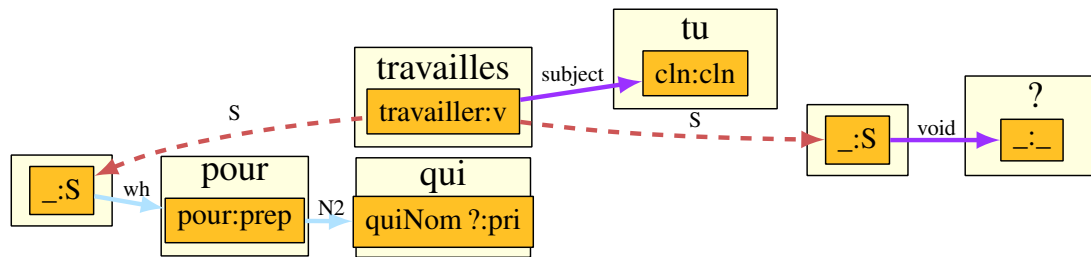 tu
travailles
subject
cln:cln
travailler:v
S
S
?
_:S
void
_:_
pour
qui
_:S
wh
pour:prep
N2
quiNom ?:pri